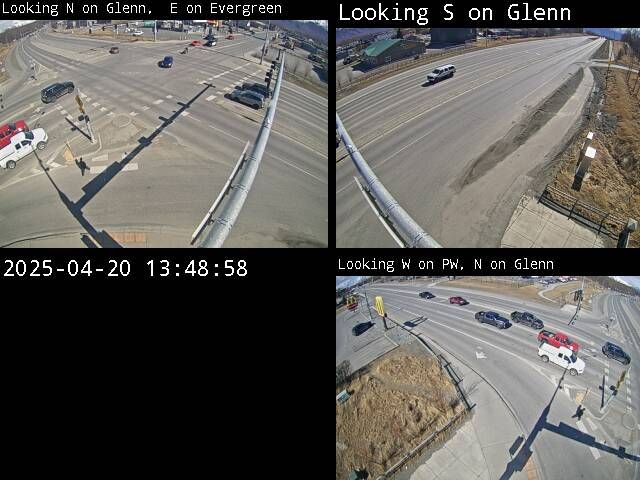 Looking N on Glenn,  E on Evergreen
Looking S on Glenn
2025-04-20 13:48:58
Looking W on PW, N on Glenn